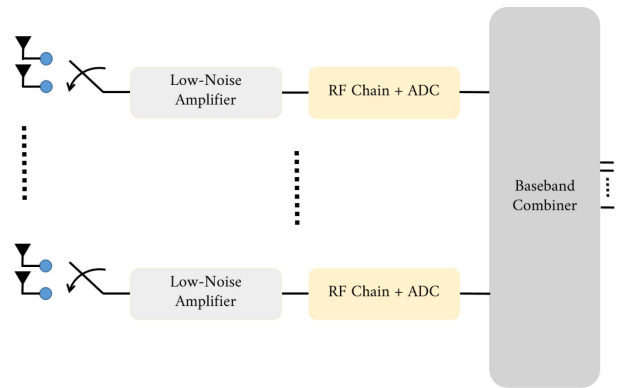 Low-Noise
Amplifier
RF Chain + ADC
Baseband
Combiner
Low-Noise
Amplifier
RF Chain + ADC